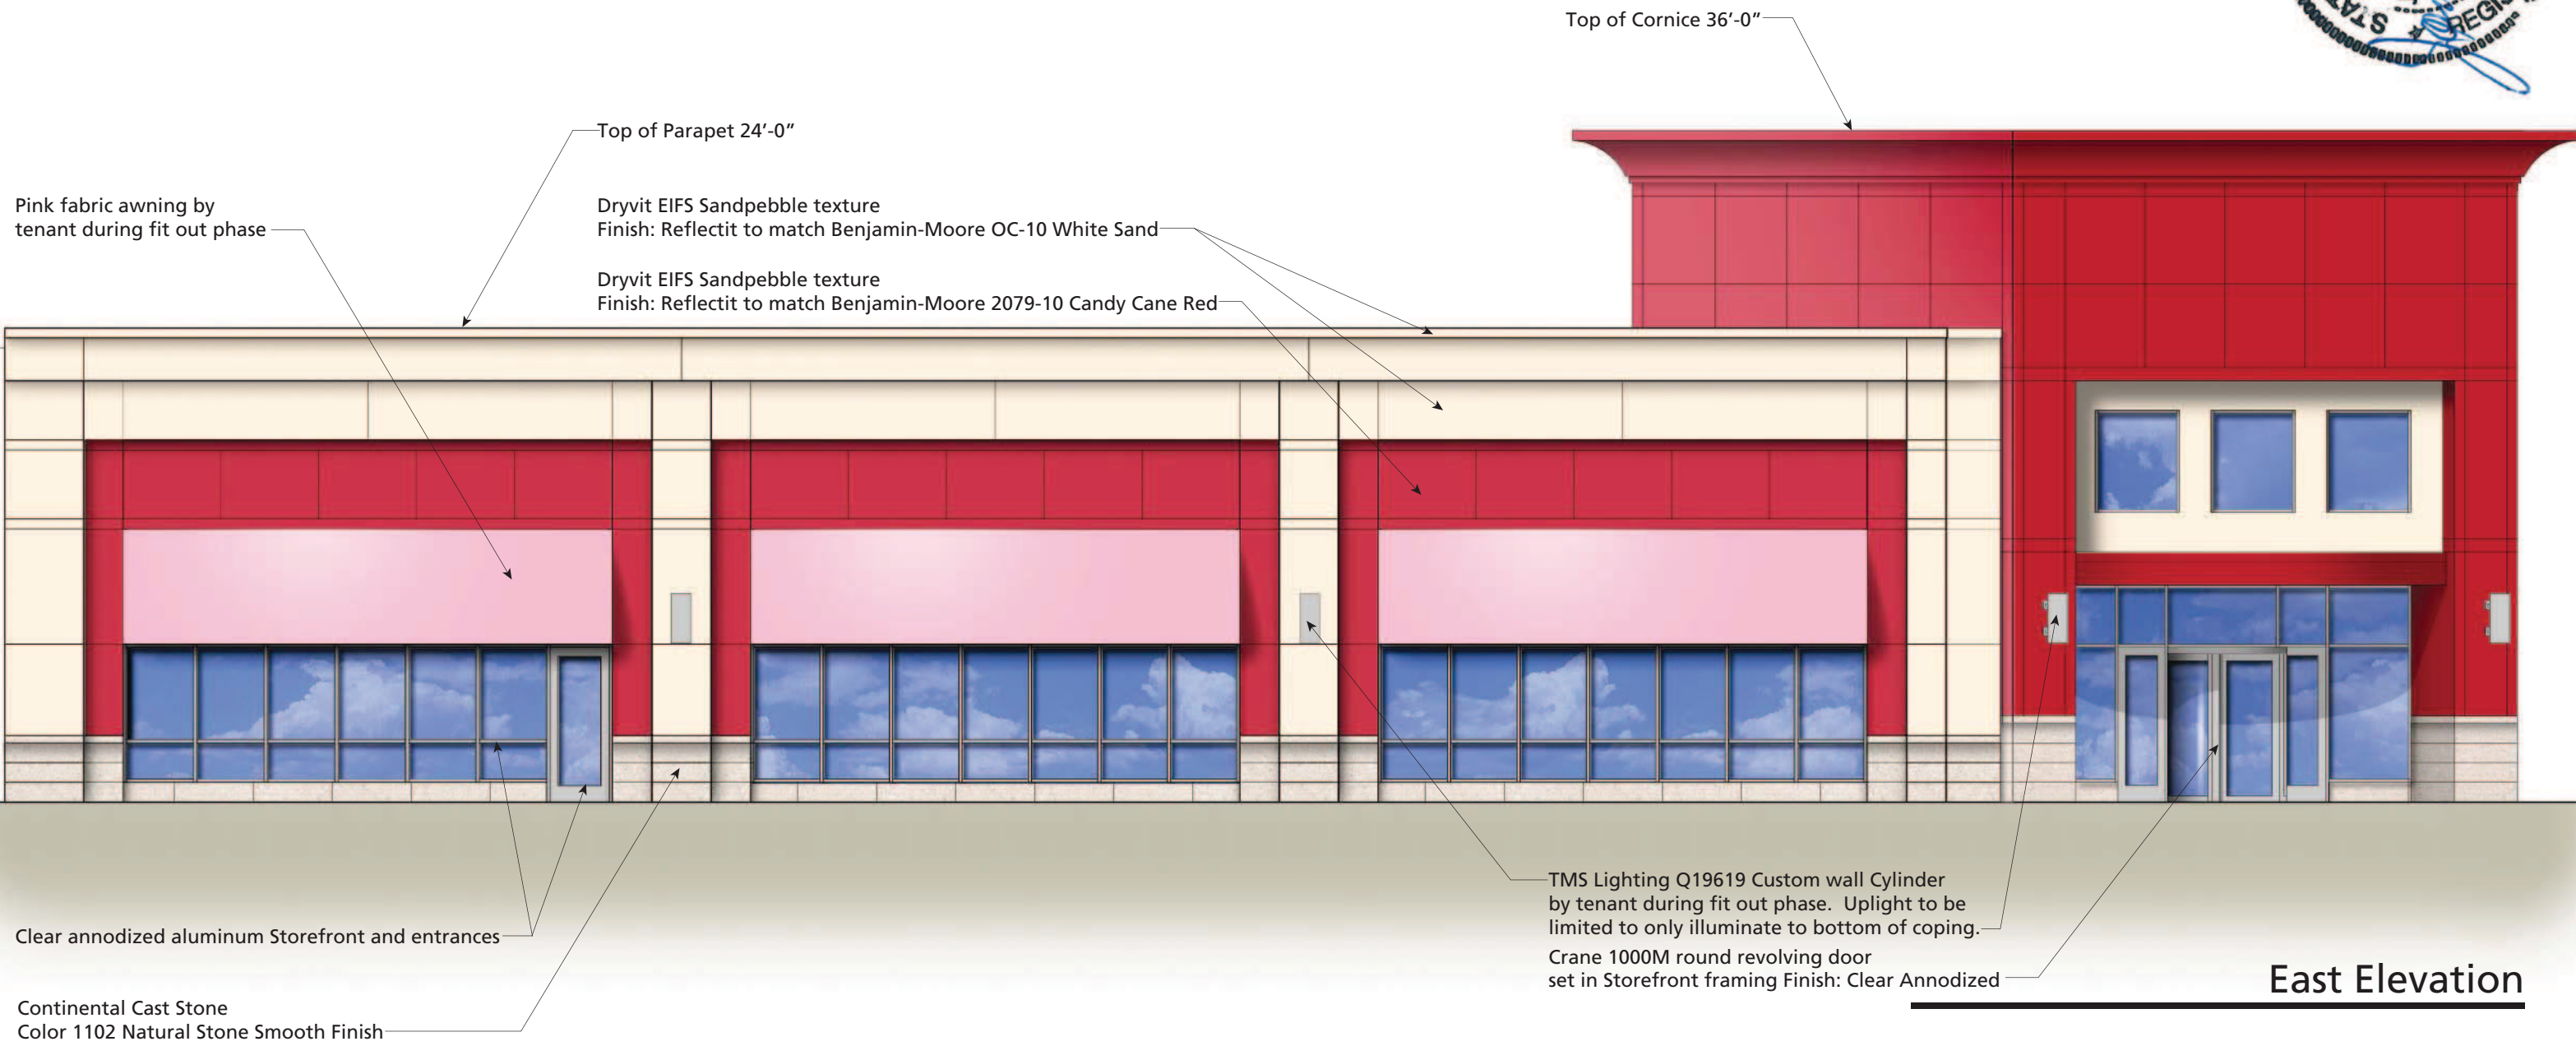 STAT
REGIS
Top of Cornice 36’-0”
Top of Parapet 24’-0”
Pink fabric awning by
tenant during fit out phase
Dryvit EIFS Sandpebble texture
Finish: Reflectit to match Benjamin-Moore OC-10 White Sand
Dryvit EIFS Sandpebble texture
Finish: Reflectit to match Benjamin-Moore 2079-10 Candy Cane Red
TMS Lighting Q19619 Custom wall Cylinder
by tenant during fit out phase.  Uplight to be
limited to only illuminate to bottom of coping.
Clear annodized aluminum Storefront and entrances
Crane 1000M round revolving door
set in Storefront framing Finish: Clear Annodized
East Elevation
Continental Cast Stone
Color 1102 Natural Stone Smooth Finish